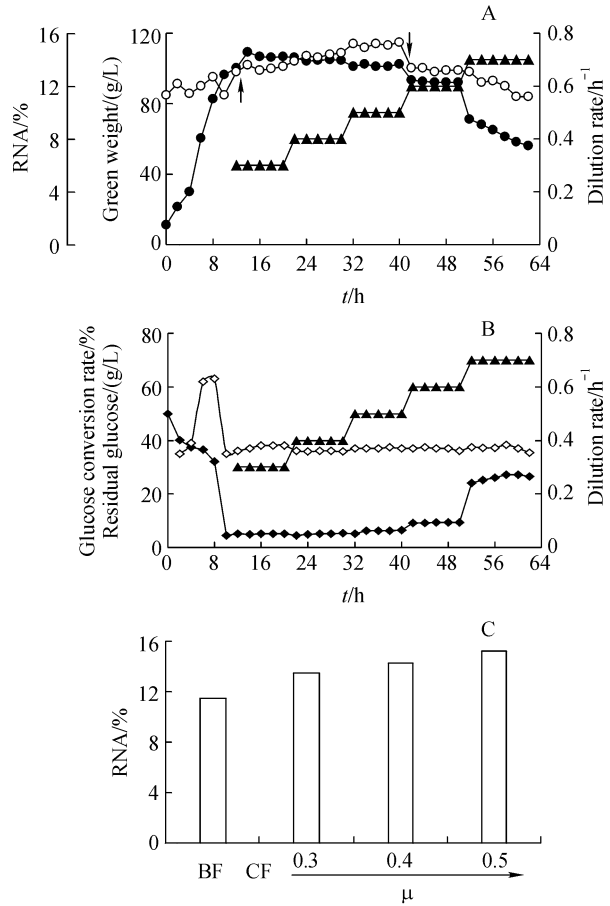 A
RNA/%
16
12
8
4
0
Green weight/(g/L)
120
80
40
0
Dilution rate/h⁻¹
0.8
0.6
0.4
0.2
0
0 8 16 24 32 40 48 56 64
t/h
B
Glucose conversion rate/%
Residual glucose/(g/L)
80
60
40
20
0
Dilution rate/h⁻¹
0.8
0.6
0.4
0.2
0
0 8 16 24 32 40 48 56 64
t/h
C
RNA/%
16
12
8
4
0
BF CF 0.3 0.4 0.5
μ